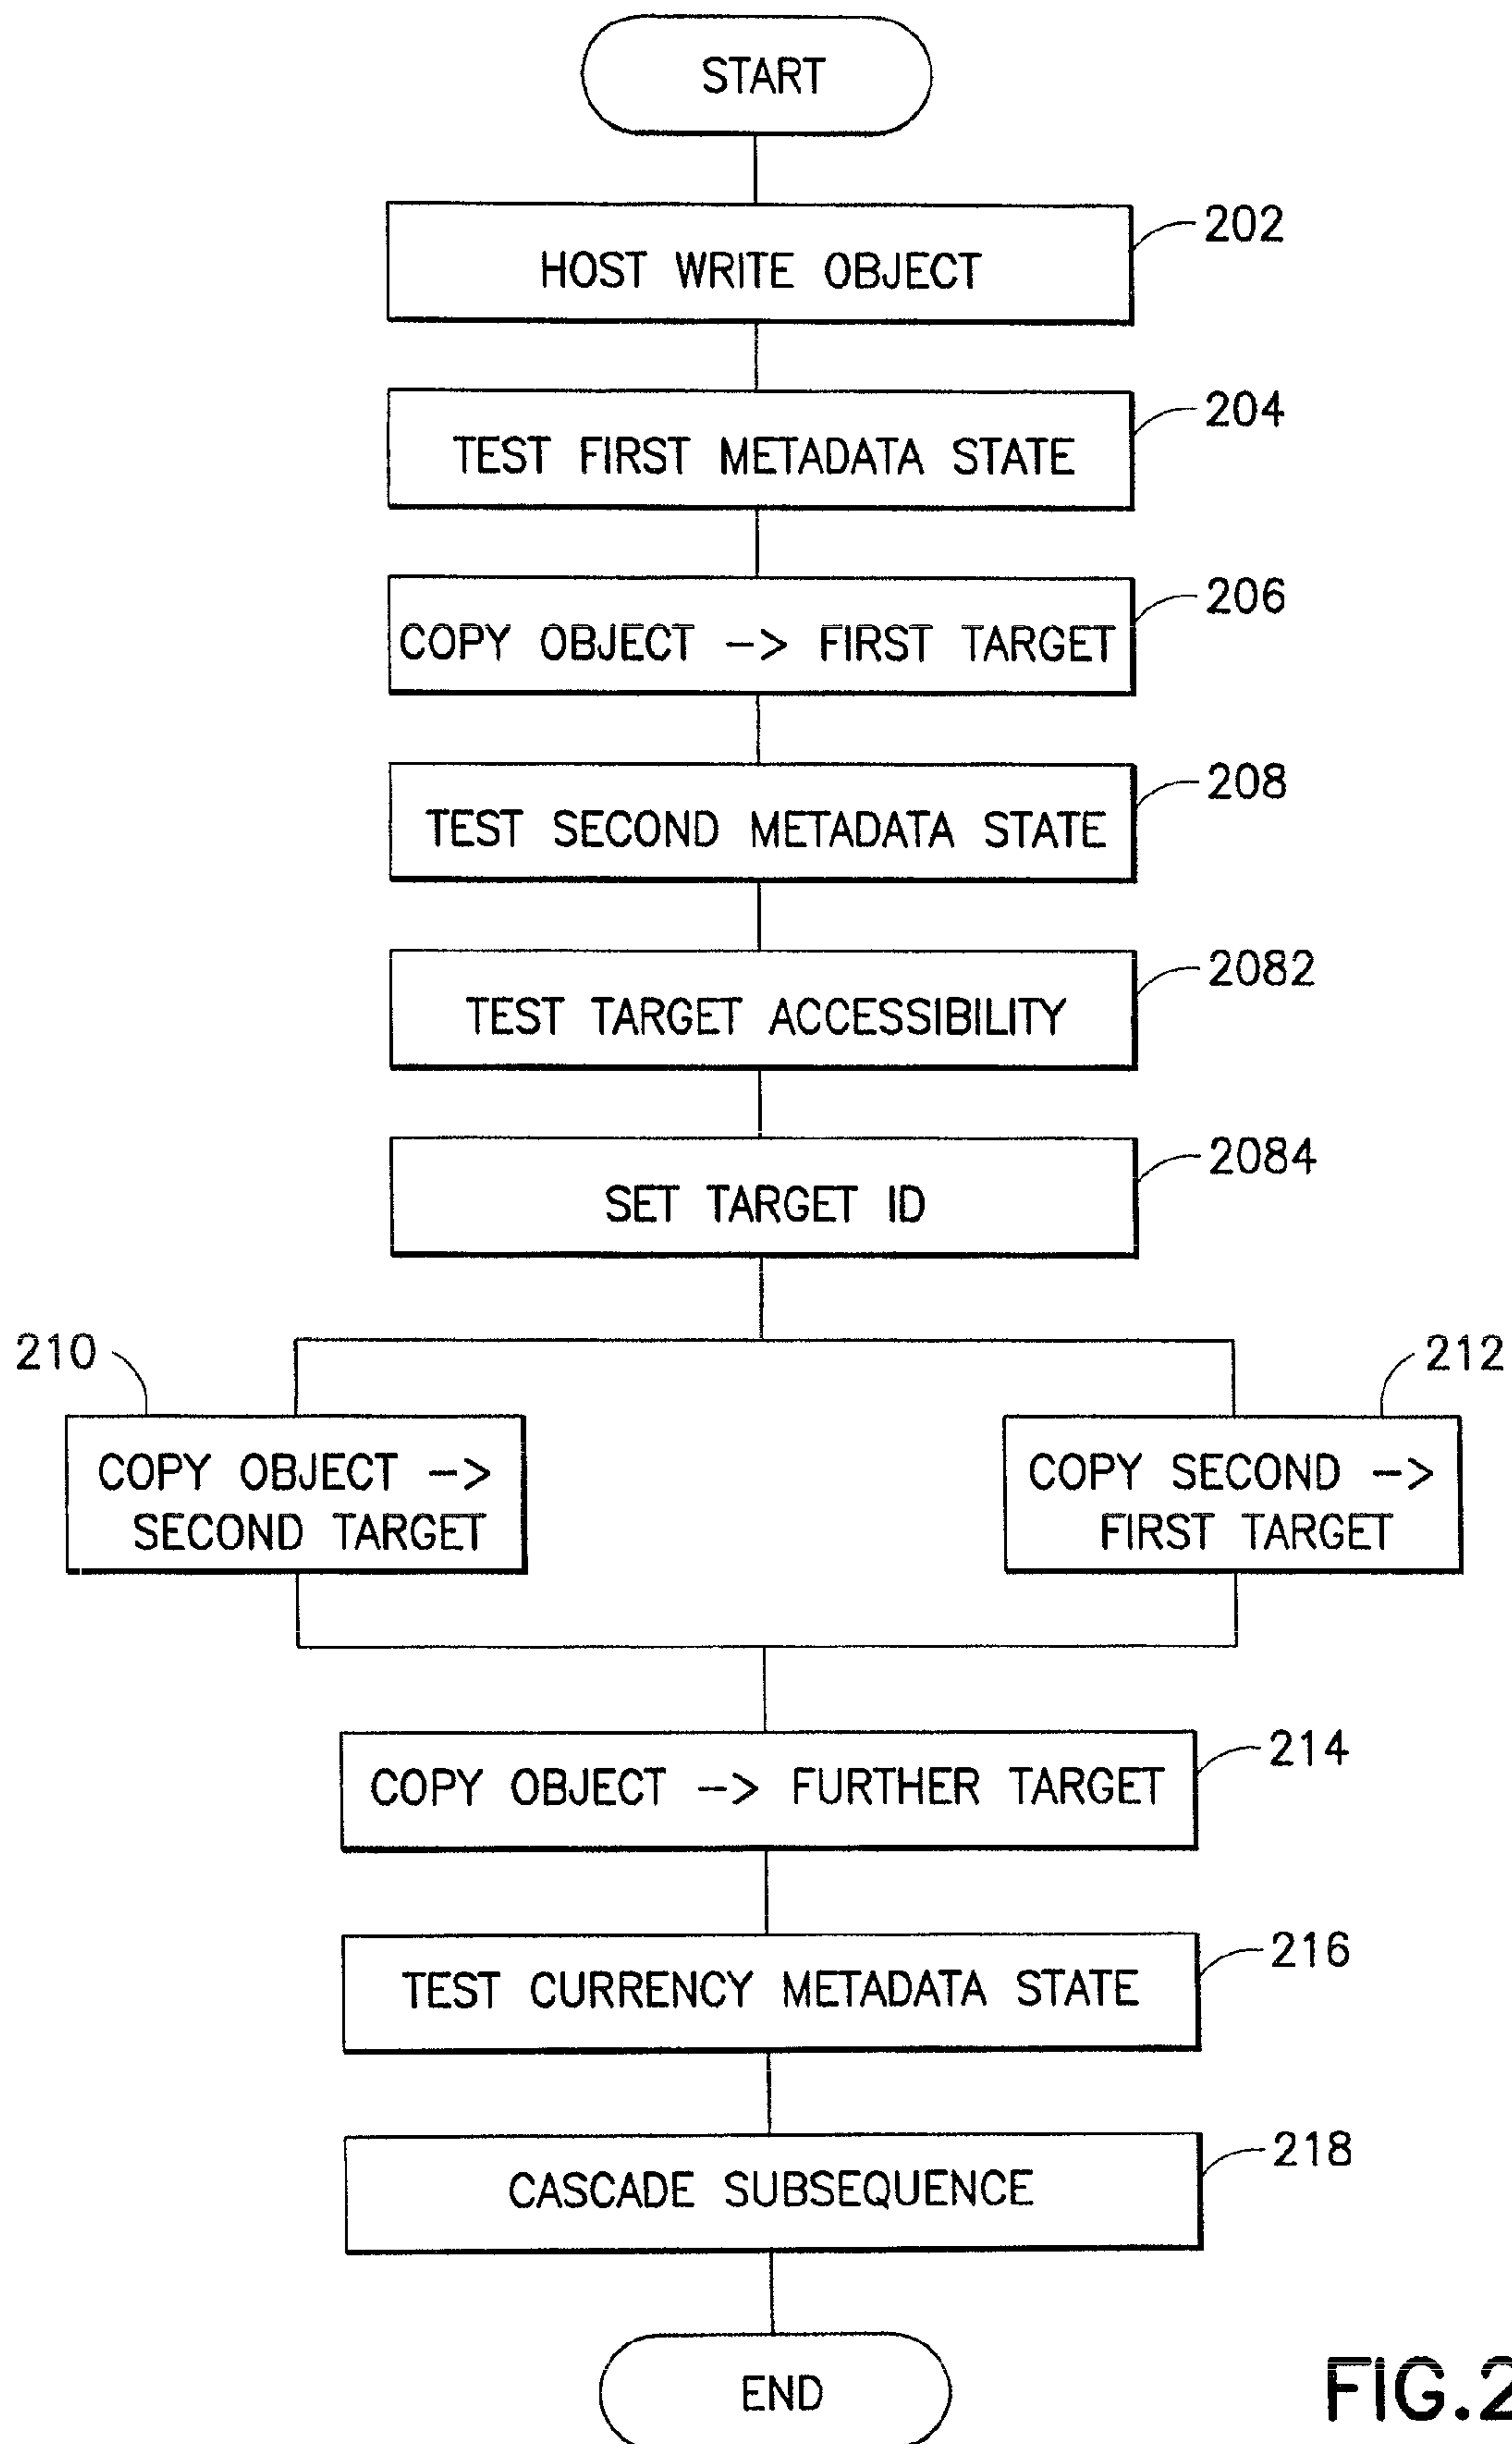 START
202
HOST WRITE OBJECT
204
TEST FIRST METADATA STATE
206
COPY OBJECT -> FIRST TARGET
208
TEST SECOND METADATA STATE
2082
TEST TARGET ACCESSIBILITY
2084
SET TARGET ID
210
COPY OBJECT ->
SECOND TARGET
212
COPY SECOND ->
FIRST TARGET
214
COPY OBJECT -> FURTHER TARGET
216
TEST CURRENCY METADATA STATE
218
CASCADE SUBSEQUENCE
END
FIG.2